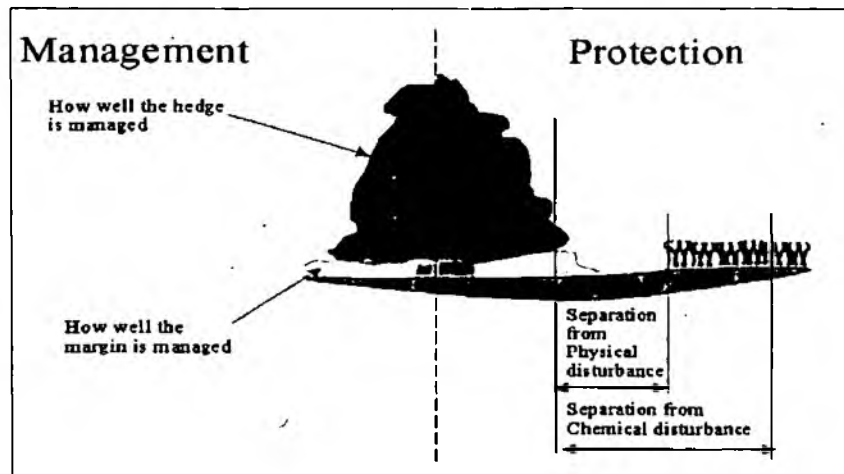 Management
Protection
How well the hedge
is managed
How well the
margin is managed
Separation
from
Physical
disturbance
Separation from
Chemical disturbance